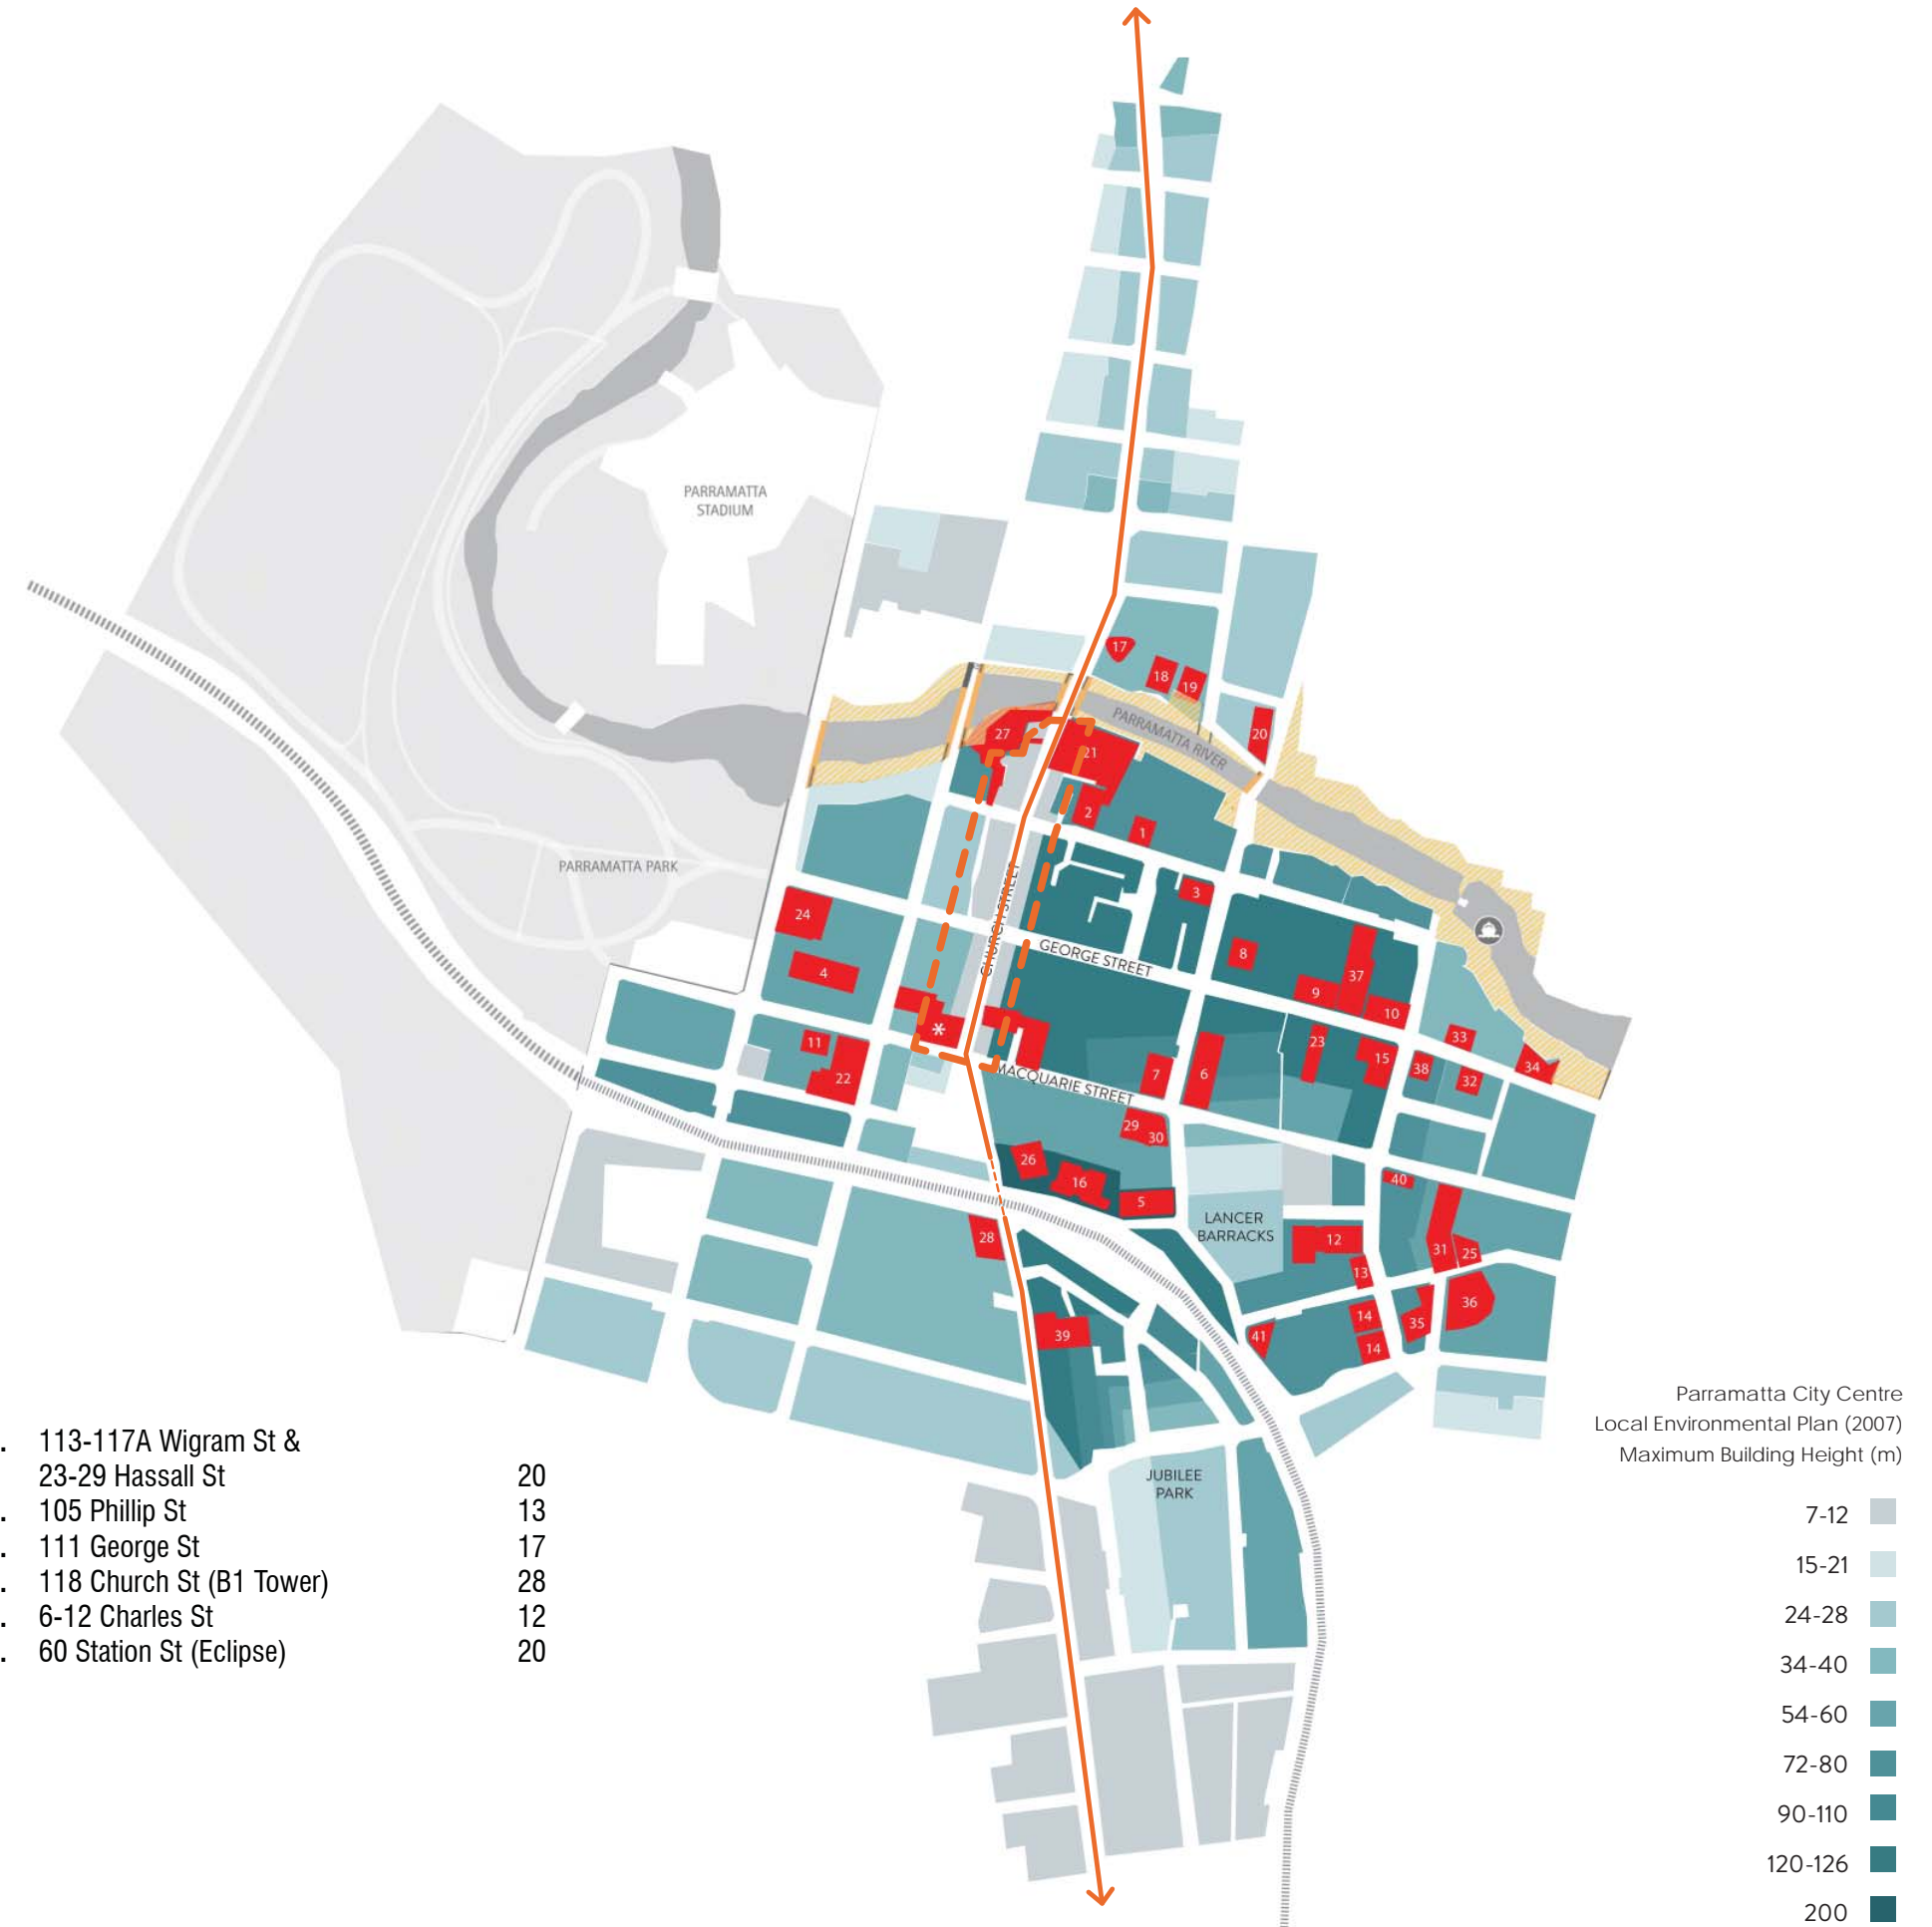 PARRAMATTA
STADIUM
17
18
19
PARRAMATTA RIVER
20
27
21
2
1
PARRAMATTA PARK
CHURCH STREET
3
24
GEORGE STREET
8
4
37
9
10
*
11
23
33
15
7
6
38
34
22
32
MACQUARIE STREET
29
30
26
16
40
5
LANCER
BARRACKS
28
12
31
25
13
36
14
35
39
41
14
Parramatta City Centre
Local Environmental Plan (2007)
Maximum Building Height (m)
. 113-117A Wigram St &
23-29 Hassall St 20
. 105 Phillip St 13
. 111 George St 17
. 118 Church St (B1 Tower) 28
. 6-12 Charles St 12
. 60 Station St (Eclipse) 20
JUBILEE
PARK
7-12
15-21
24-28
34-40
54-60
72-80
90-110
120-126
200